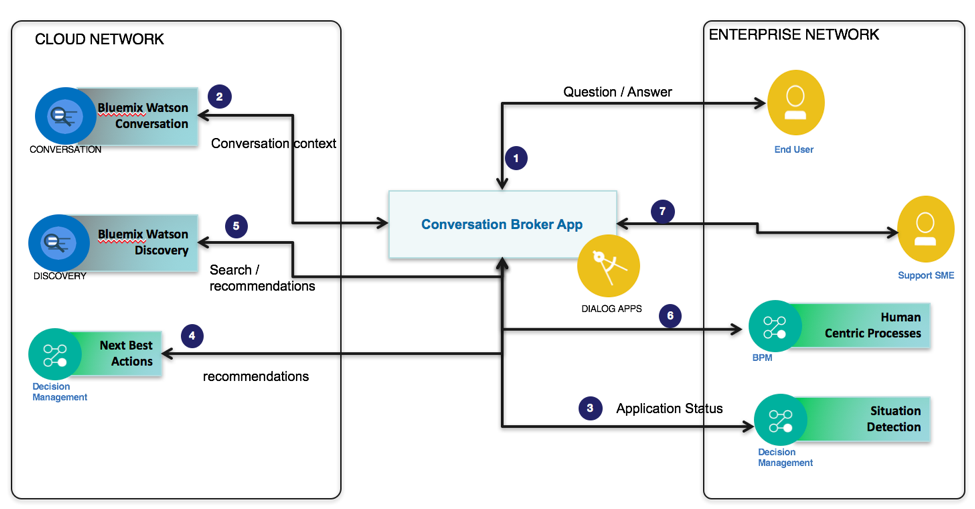 CLOUD NETWORK
ENTERPRISE NETWORK
2
Bluemix Watson
Conversation
CONVERSATION
Conversation context
Question / Answer
1
End User
5
Bluemix Watson
Discovery
DISCOVERY
Search /
recommendations
Conversation Broker App
DIALOG APPS
7
Support SME
4
Next Best
Actions
Decision
Management
recommendations
6
Human
Centric Processes
BPM
3
Application Status
Situation
Detection
Decision
Management